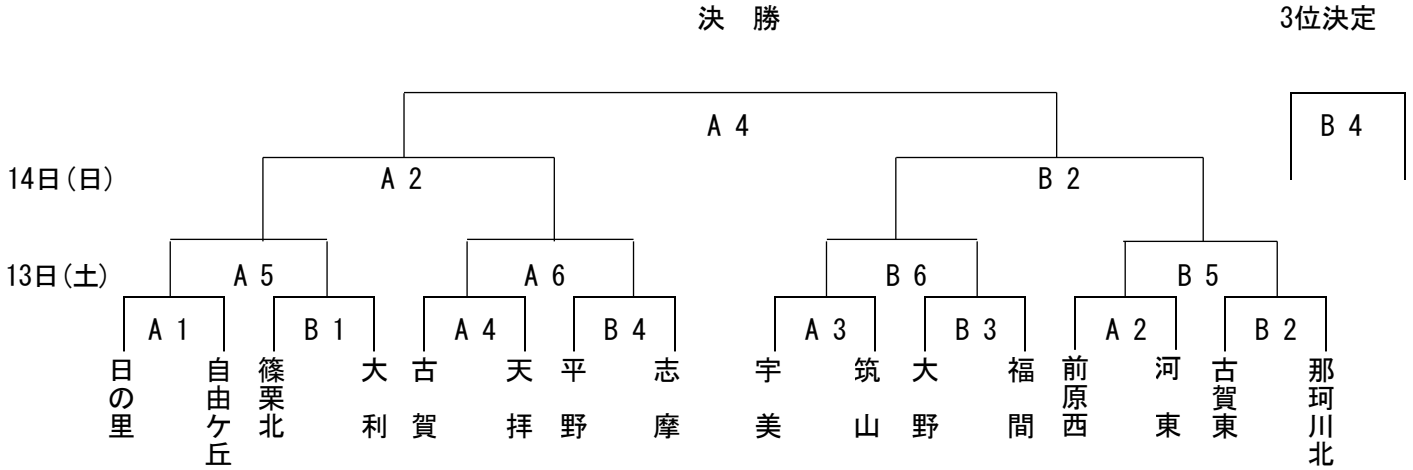 決　勝
3位決定
A 4
B 4
14日(日)
A 2
B 2
13日(土)
A 5
A 6
B 6
B 5
A 1
B 1
A 4
B 4
A 3
B 3
A 2
B 2
日の里
自由ケ丘
篠栗北
大利
古賀
天拝
平野
志摩
宇美
筑山
大野
福間
前原西
河東
古賀東
那珂川北